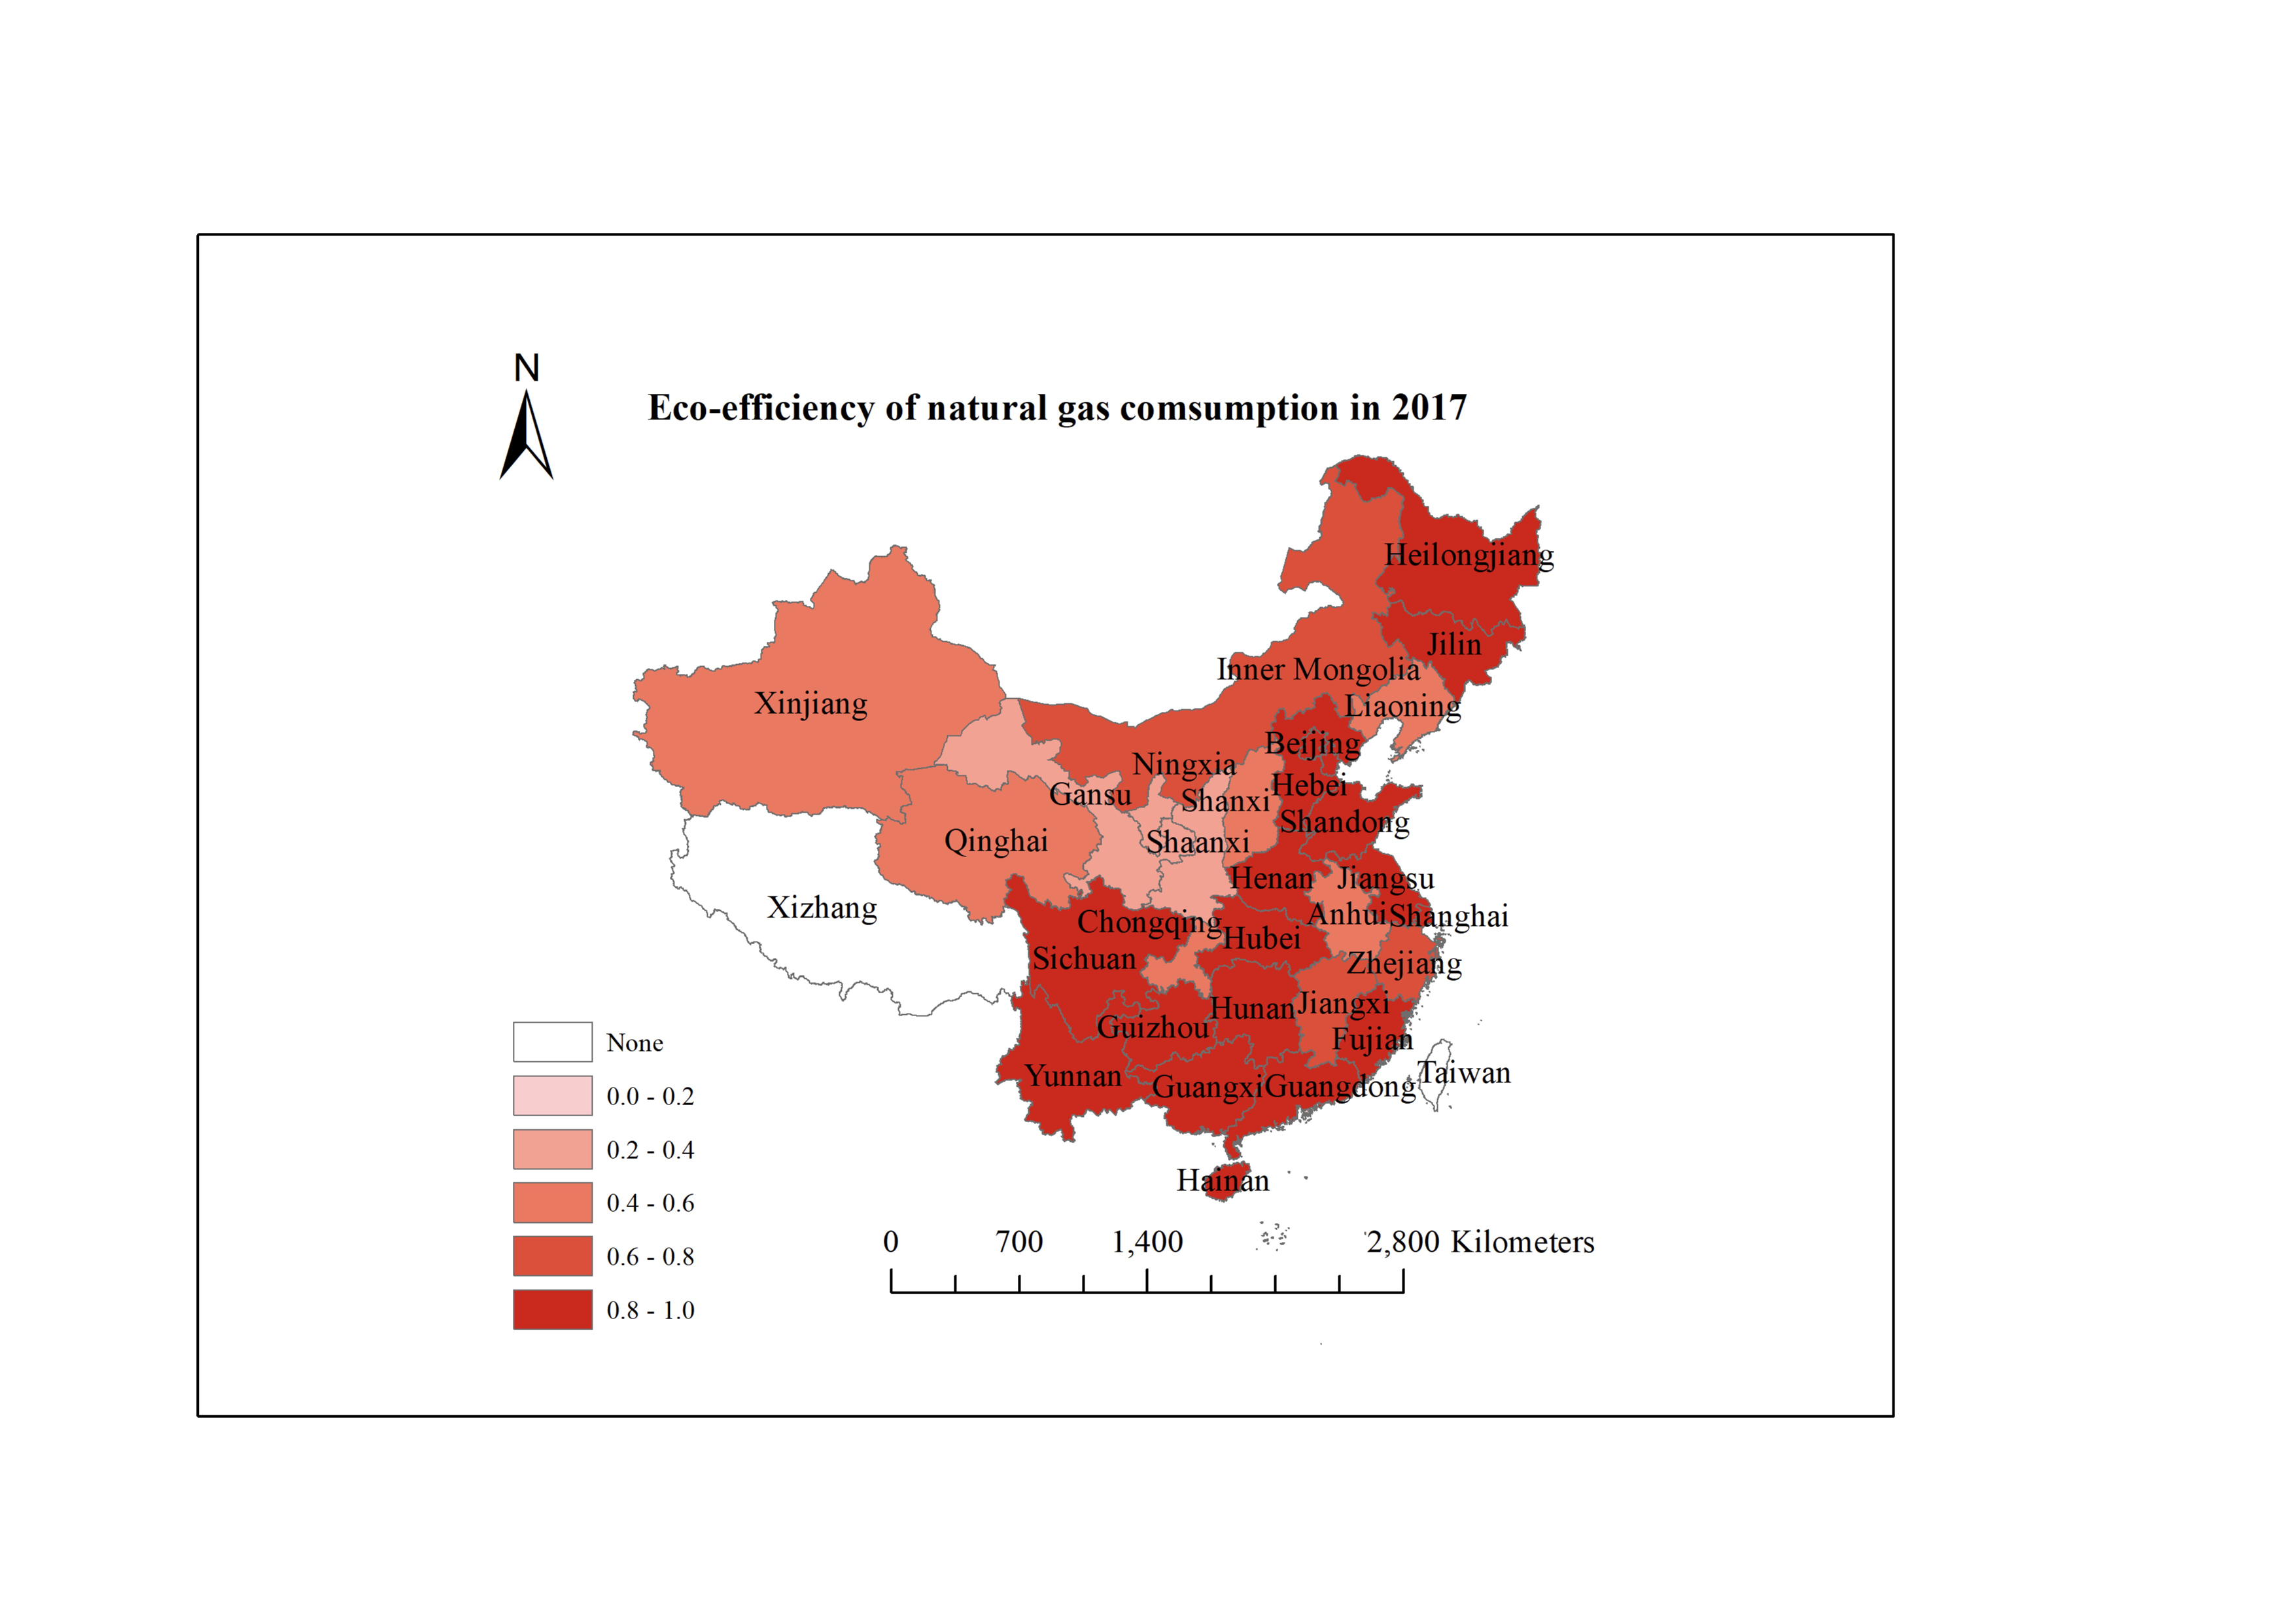 N
Eco-efficiency of natural gas comsumption in 2017
Heilongjiang
Jilin
Inner Mongolia
Xinjiang
Liaoning
Beijing
Ningxia
Hebei
Gansu
Shanxi
Shandong
Qinghai
Shaanxi
Henan
Jiangsu
Xizhang
Anhui
Shanghai
Chongqing
Hubei
Sichuan
Zhejiang
Hunan
Jiangxi
Guizhou
Fujian
Yunnan
Taiwan
Guangxi
Guangdong
Hainan
None
0.0 - 0.2
0.2 - 0.4
0.4 - 0.6
0.6 - 0.8
0.8 - 1.0
0 700 1,400 2,800 Kilometers